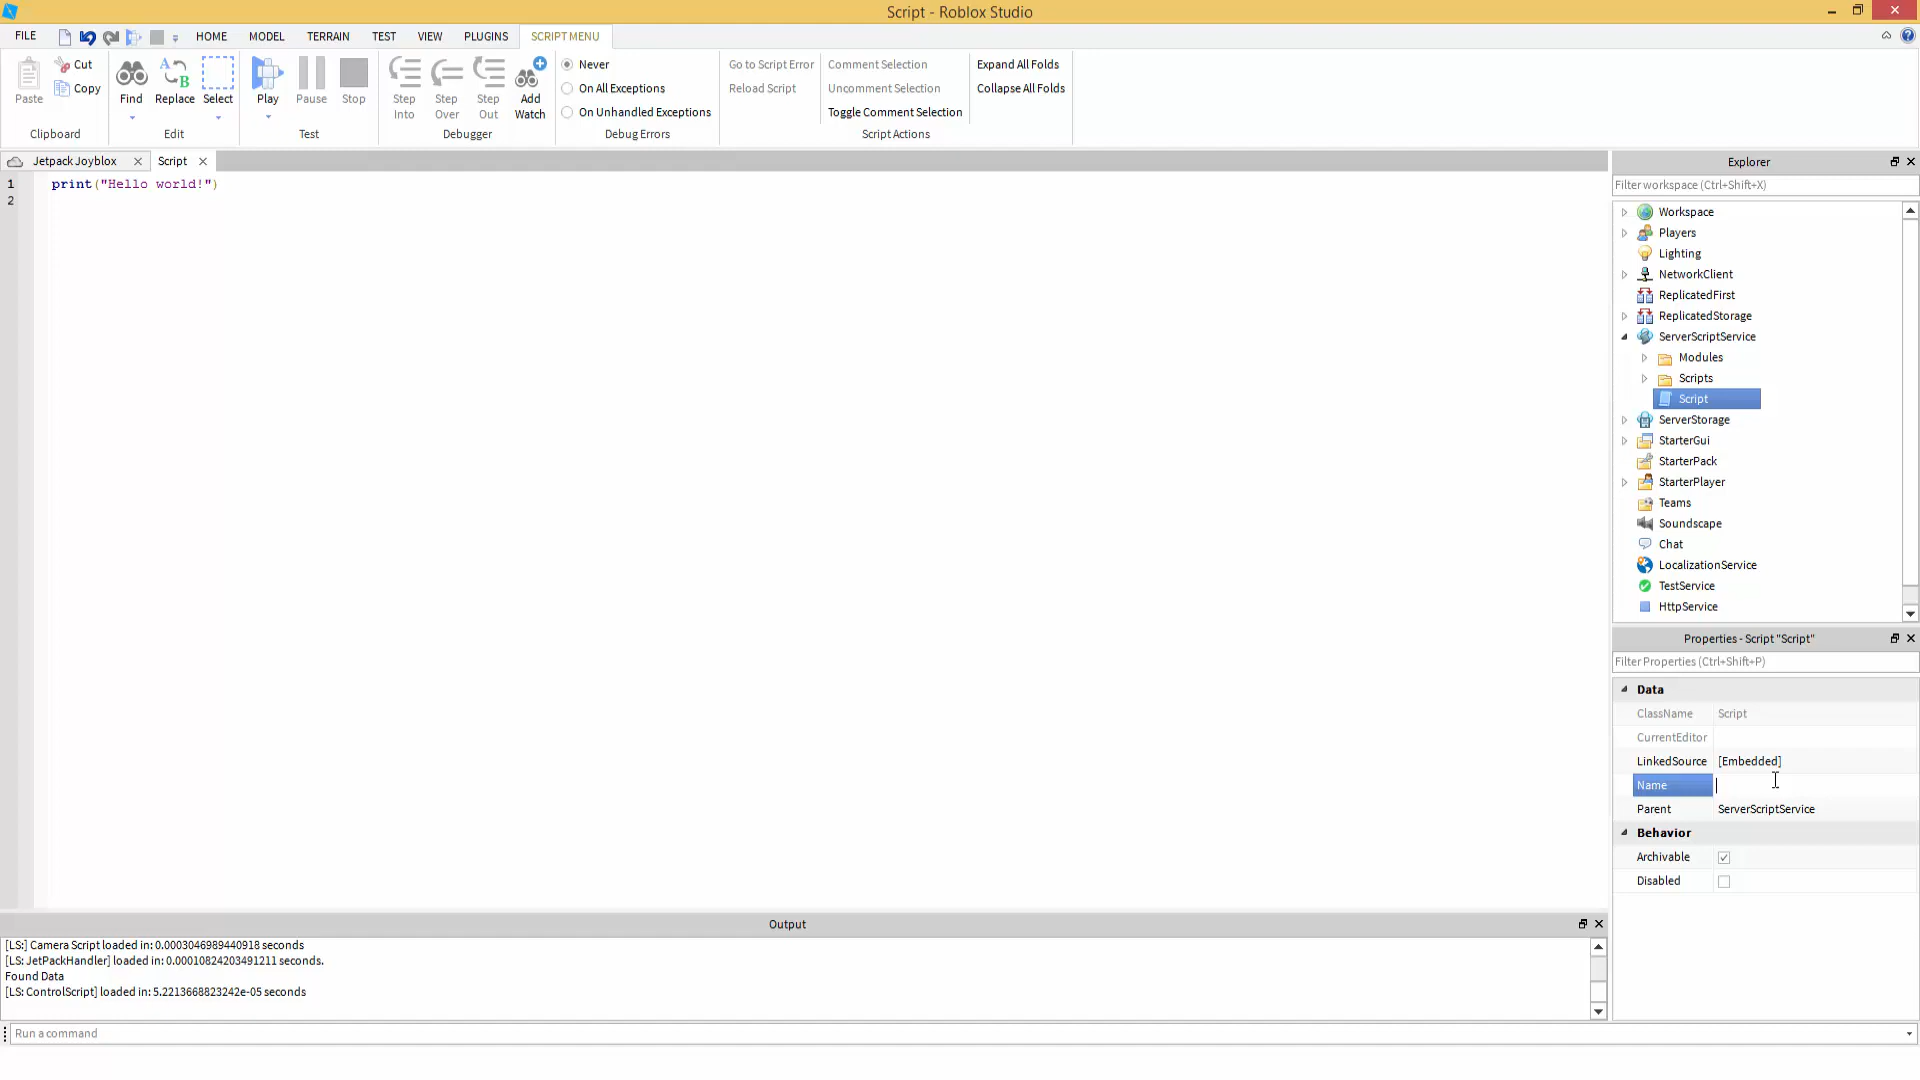 Script - Roblox Studio
FILE HOME MODEL TERRAIN TEST VIEW PLUGINS SCRIPT MENU
Paste
Cut
Copy
Clipboard
Find
Replace
Select
Edit
Play
Pause
Stop
Test
Step Into
Step Over
Step Out
Add Watch
Debugger
Never
On All Exceptions
On Unhandled Exceptions
Debug Errors
Go to Script Error
Reload Script
Comment Selection
Uncomment Selection
Toggle Comment Selection
Script Actions
Expand All Folds
Collapse All Folds
Jetpack Joyblox
Script
1 print("Hello world!")
2
Explorer
Filter workspace (Ctrl+Shift+X)
Workspace
Players
Lighting
NetworkClient
ReplicatedFirst
ReplicatedStorage
ServerScriptService
Modules
Scripts
Script
ServerStorage
StarterGui
StarterPack
StarterPlayer
Teams
Soundscape
Chat
LocalizationService
TestService
HttpService
Properties - Script "Script"
Filter Properties (Ctrl+Shift+P)
Data
ClassName Script
CurrentEditor
LinkedSource [Embedded]
Name
Parent ServerScriptService
Behavior
Archivable
Disabled
Output
[LS:] Camera Script loaded in: 0.0003046989440918 seconds
[LS: JetPackHandler] loaded in: 0.00010824203491211 seconds.
Found Data
[LS: ControlScript] loaded in: 5.2213668823242e-05 seconds
Run a command